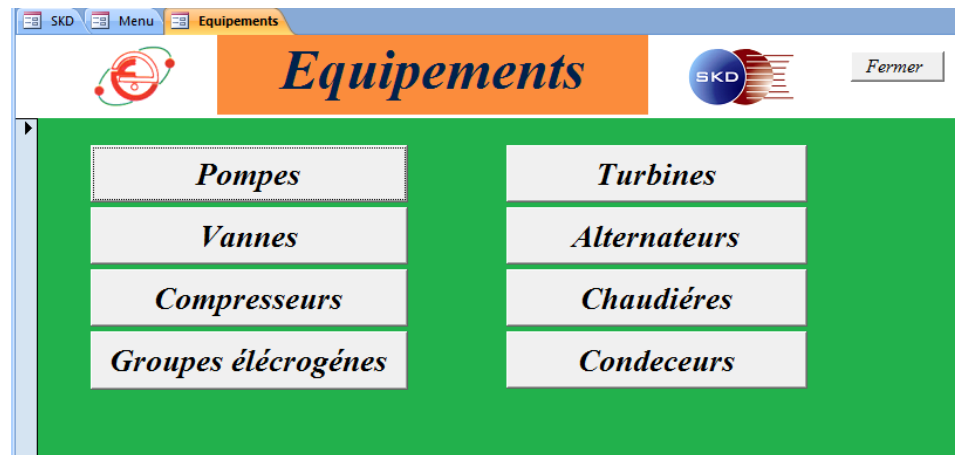 SKD Menu Equipements
Equipements
SKD
Fermer
Pompes
Turbines
Vannes
Alternateurs
Compresseurs
Chaudiéres
Groupes élécrogénes
Condeceurs